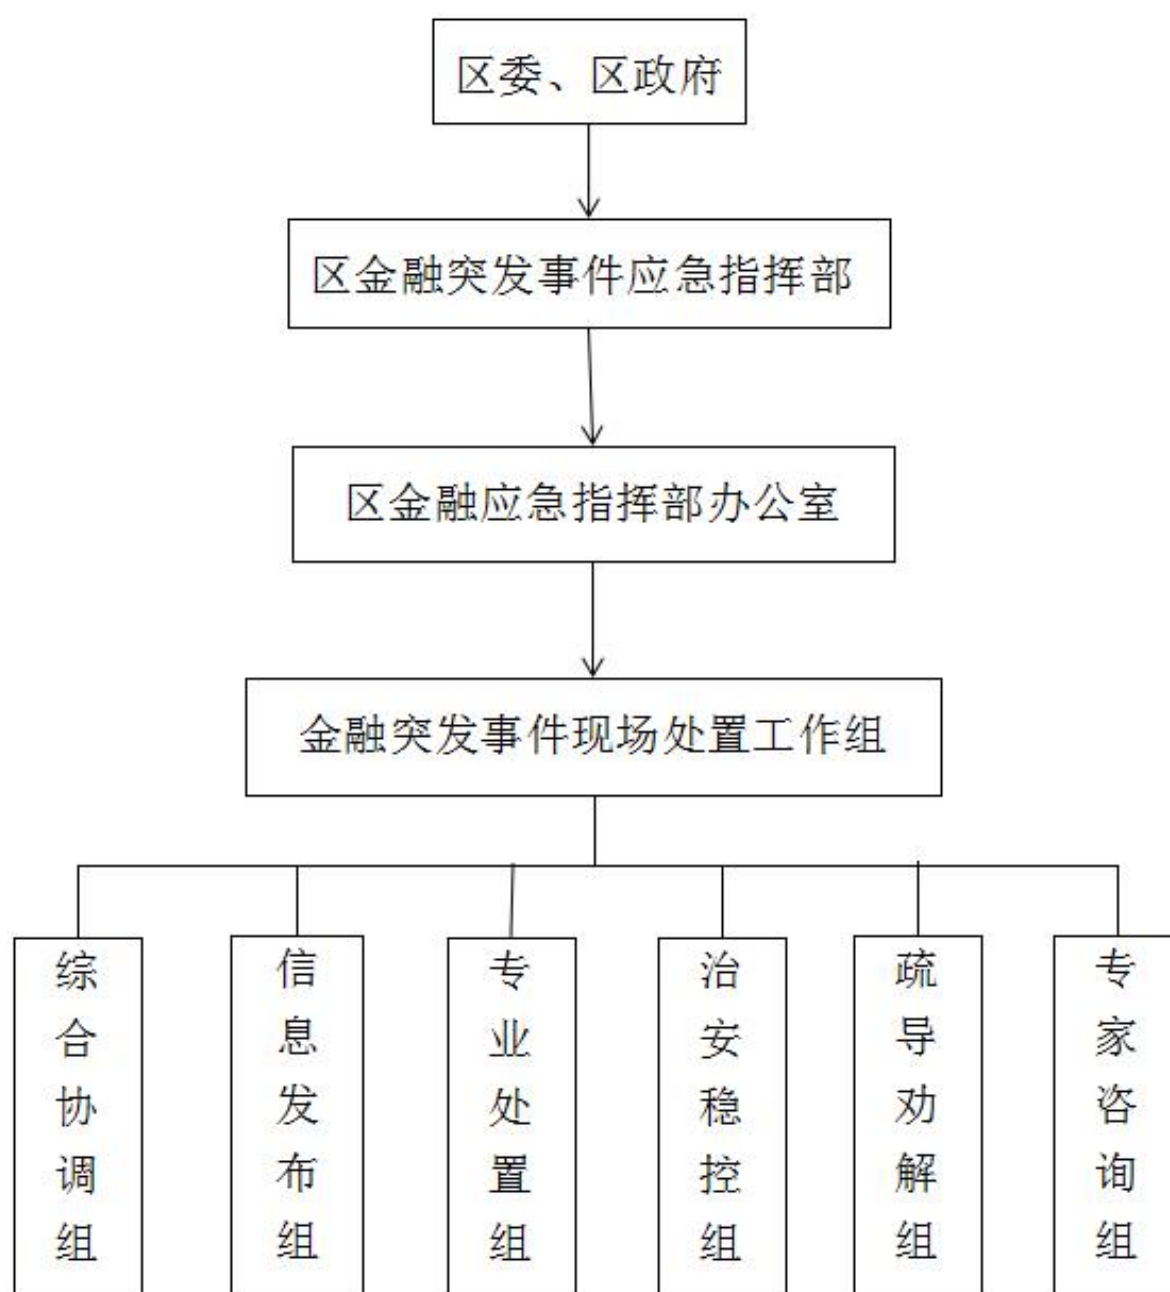 区委、区政府
区金融突发事件应急指挥部
区金融应急指挥部办公室
金融突发事件现场处置工作组
综合协调组
信息发布组
专业处置组
治安稳控组
疏导劝解组
专家咨询组